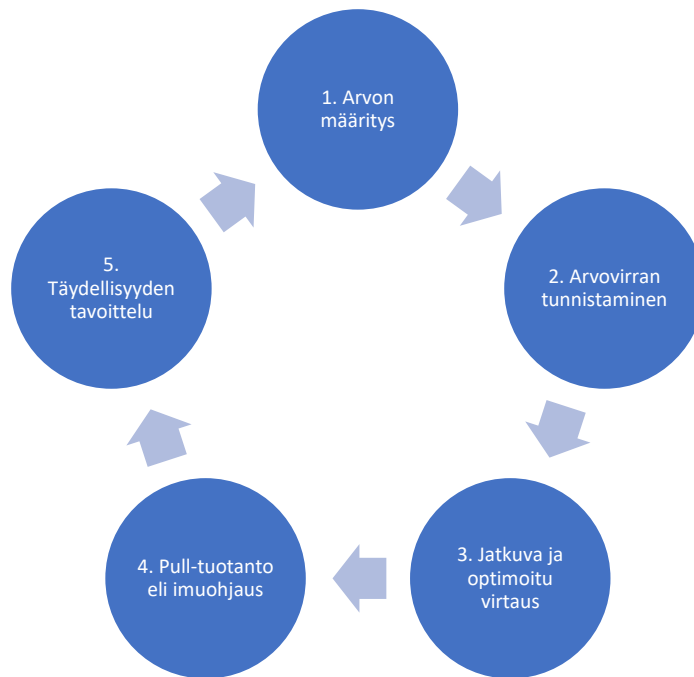 1. Arvon
määritys
2. Arvovirran
tunnistaminen
3. Jatkuva ja
optimoitu
virtaus
4. Pull-tuotanto
eli imuohjaus
5.
Täydellisyyden
tavoittelu